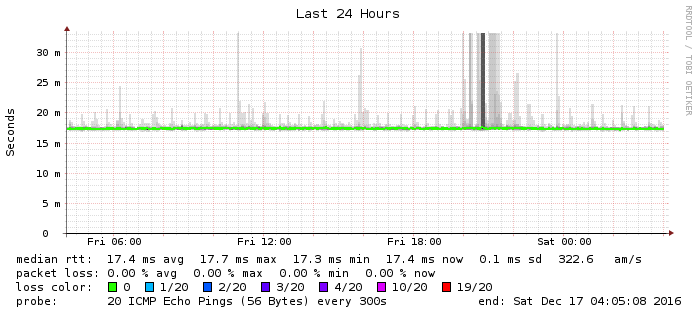 Last 24 Hours
RRDTOOL / TOBI OETIKER
Seconds
30 m
25 m
20 m
15 m
10 m
5 m
0
Fri 06:00 Fri 12:00 Fri 18:00 Sat 00:00
median rtt: 17.4 ms avg 17.7 ms max 17.3 ms min 17.4 ms now 0.1 ms sd 322.6 am/s
packet loss: 0.00 % avg 0.00 % max 0.00 % min 0.00 % now
loss color: 0 1/20 2/20 3/20 4/20 10/20 19/20
probe: 20 ICMP Echo Pings (56 Bytes) every 300s end: Sat Dec 17 04:05:08 2016